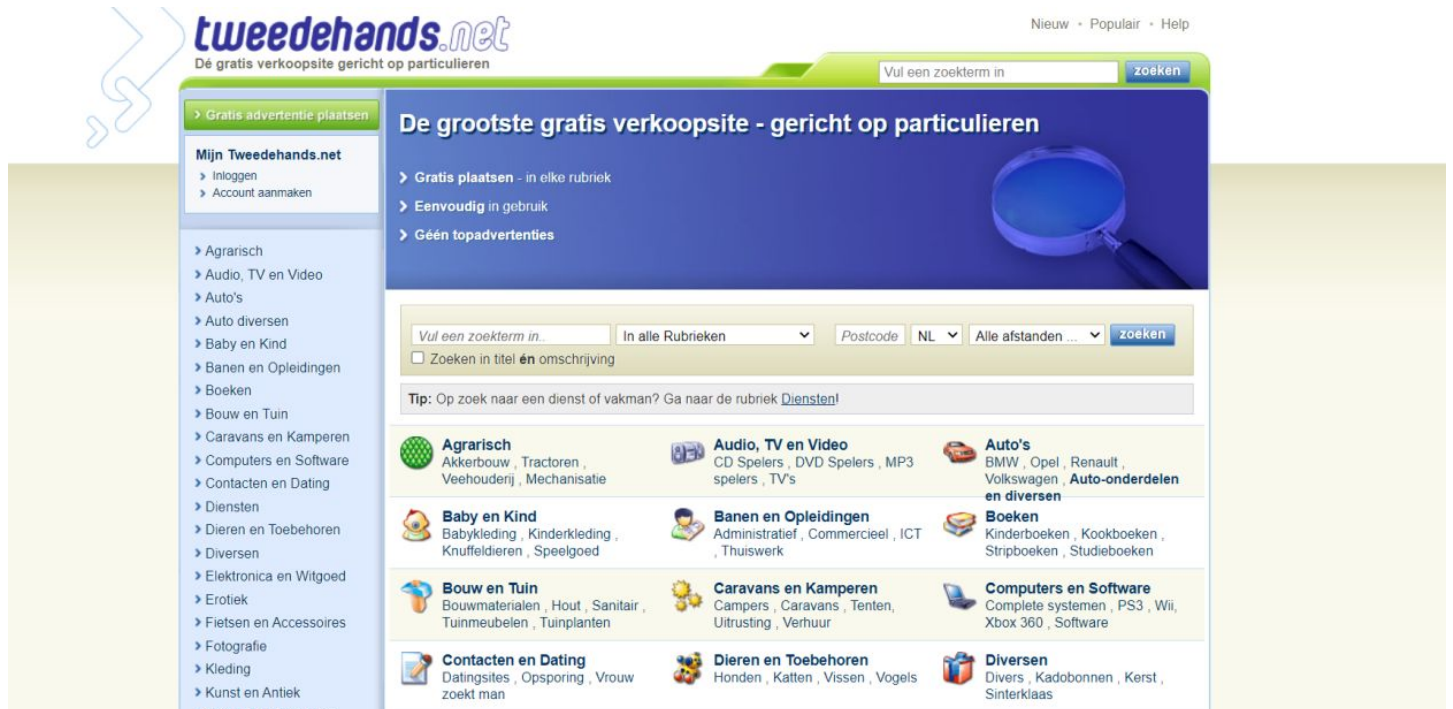 tweedehands.net
Dé gratis verkoopsite gericht op particulieren
Nieuw • Populair • Help
Vul een zoekterm in
zoeken
Gratis advertentie plaatsen
Mijn Tweedehands.net
Inloggen
Account aanmaken
Agrarisch
Audio, TV en Video
Auto's
Auto diversen
Baby en Kind
Banen en Opleidingen
Boeken
Bouw en Tuin
Caravans en Kamperen
Computers en Software
Contacten en Dating
Diensten
Dieren en Toebehoren
Diversen
Elektronica en Witgoed
Erotiek
Fietsen en Accessoires
Fotografie
Kleding
Kunst en Antiek
De grootste gratis verkoopsite - gericht op particulieren
Gratis plaatsen - in elke rubriek
Eenvoudig in gebruik
Géén topadvertenties
Vul een zoekterm in.. In alle Rubrieken Postcode NL Alle afstanden ... zoeken
Zoeken in titel én omschrijving
Tip: Op zoek naar een dienst of vakman? Ga naar de rubriek Diensten!
Agrarisch
Akkerbouw , Tractoren ,
Veehouderij , Mechanisatie
Audio, TV en Video
CD Spelers , DVD Spelers , MP3
spelers , TV's
Auto's
BMW , Opel , Renault ,
Volkswagen , Auto-onderdelen
en diversen
Baby en Kind
Babykleding , Kinderkleding ,
Knuffeldieren , Speelgoed
Banen en Opleidingen
Administratief , Commercieel , ICT
, Thuiswerk
Boeken
Kinderboeken , Kookboeken ,
Stripboeken , Studieboeken
Bouw en Tuin
Bouwmaterialen , Hout , Sanitair ,
Tuinmeubelen , Tuinplanten
Caravans en Kamperen
Campers , Caravans , Tenten,
Uitrusting , Verhuur
Computers en Software
Complete systemen , PS3 , Wii,
Xbox 360 , Software
Contacten en Dating
Datingsites , Opsporing , Vrouw
zoekt man
Dieren en Toebehoren
Honden , Katten , Vissen , Vogels
Diversen
Divers , Kadobonnen , Kerst ,
Sinterklaas